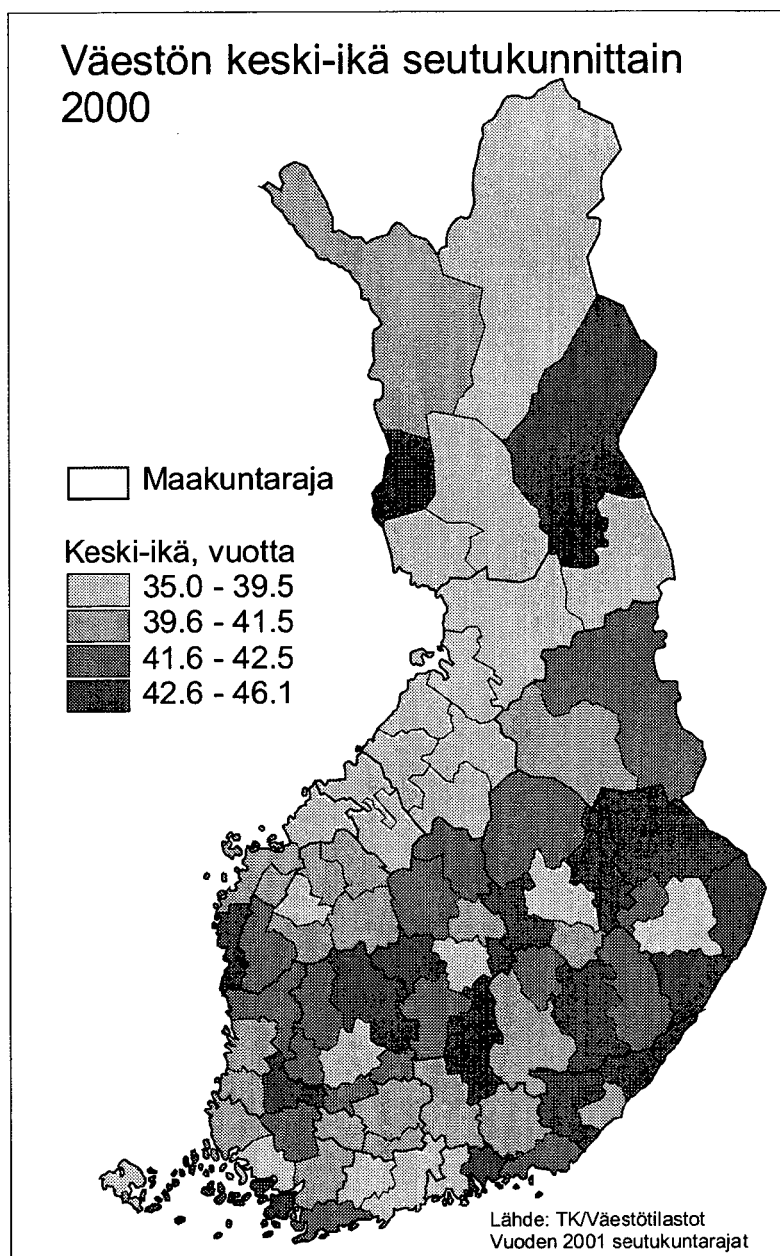 Väestön keski-ikä seutukunnittain
2000
Maakuntaraja
Keski-ikä, vuotta
35.0 - 39.5
39.6 - 41.5
41.6 - 42.5
42.6 - 46.1
Lähde: TK/Väestötilastot
Vuoden 2001 seutukuntarajat